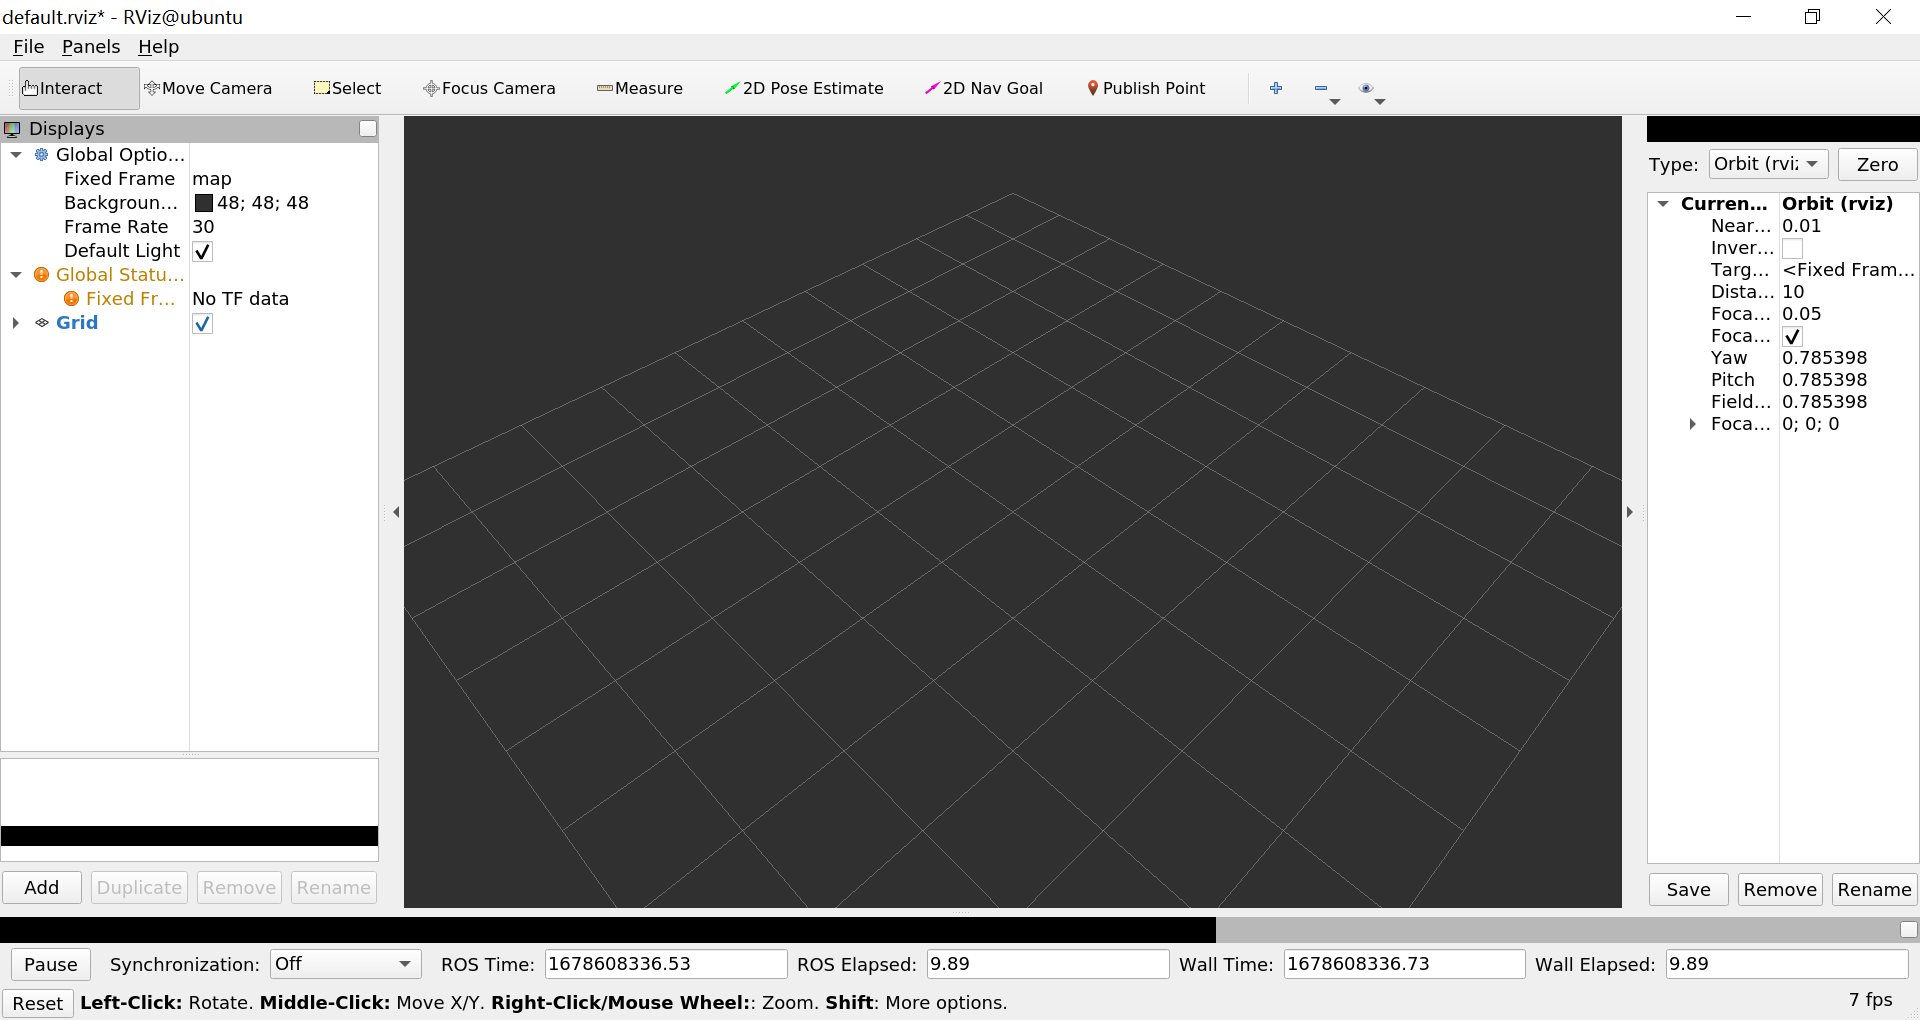 default.rviz* - RViz@ubuntu
File Panels Help
Interact Move Camera Select Focus Camera Measure 2D Pose Estimate 2D Nav Goal Publish Point
Displays
Global Optio...
Fixed Frame map
Backgroun... 48; 48; 48
Frame Rate 30
Default Light
Global Statu...
Fixed Fr... No TF data
Grid
Add Duplicate Remove Rename
Type: Orbit (rviz Zero
Curren... Orbit (rviz)
Near... 0.01
Inver...
Targ... <Fixed Fram...
Dista... 10
Foca... 0.05
Foca...
Yaw 0.785398
Pitch 0.785398
Field... 0.785398
Foca... 0; 0; 0
Save Remove Rename
Pause Synchronization: Off ROS Time: 1678608336.53 ROS Elapsed: 9.89 Wall Time: 1678608336.73 Wall Elapsed: 9.89
Reset Left-Click: Rotate. Middle-Click: Move X/Y. Right-Click/Mouse Wheel:: Zoom. Shift: More options. 7 fps